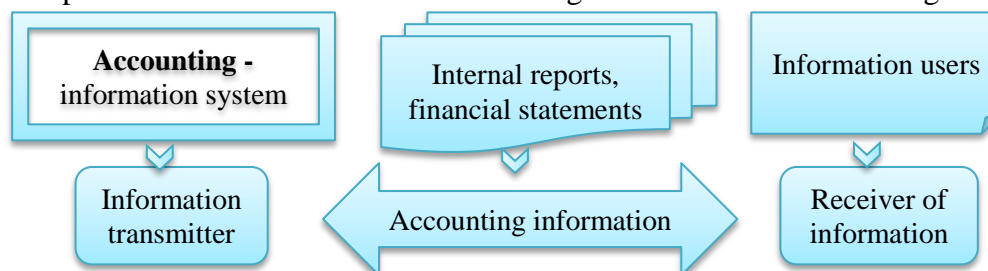 Accounting -
information system
Internal reports,
financial statements
Information users
Information
transmitter
Accounting information
Receiver of
information